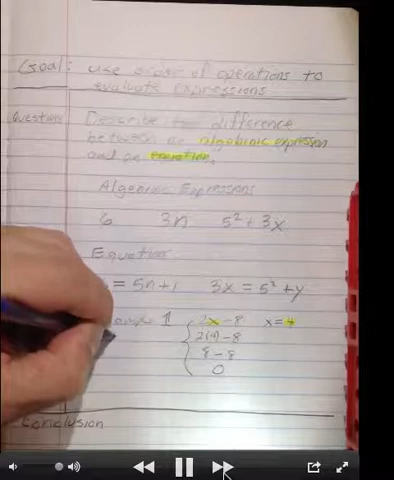 Goal: use order of operations to
evaluate expressions
Question: Describe the difference
between an algebraic expression
and an equation.
Algebraic Expressions
6 3n 5² + 3x
Equation
= 5n+1 3x = 5² + y
1 2x - 8 x=4
2(4) - 8
8 - 8
0
Conclusion